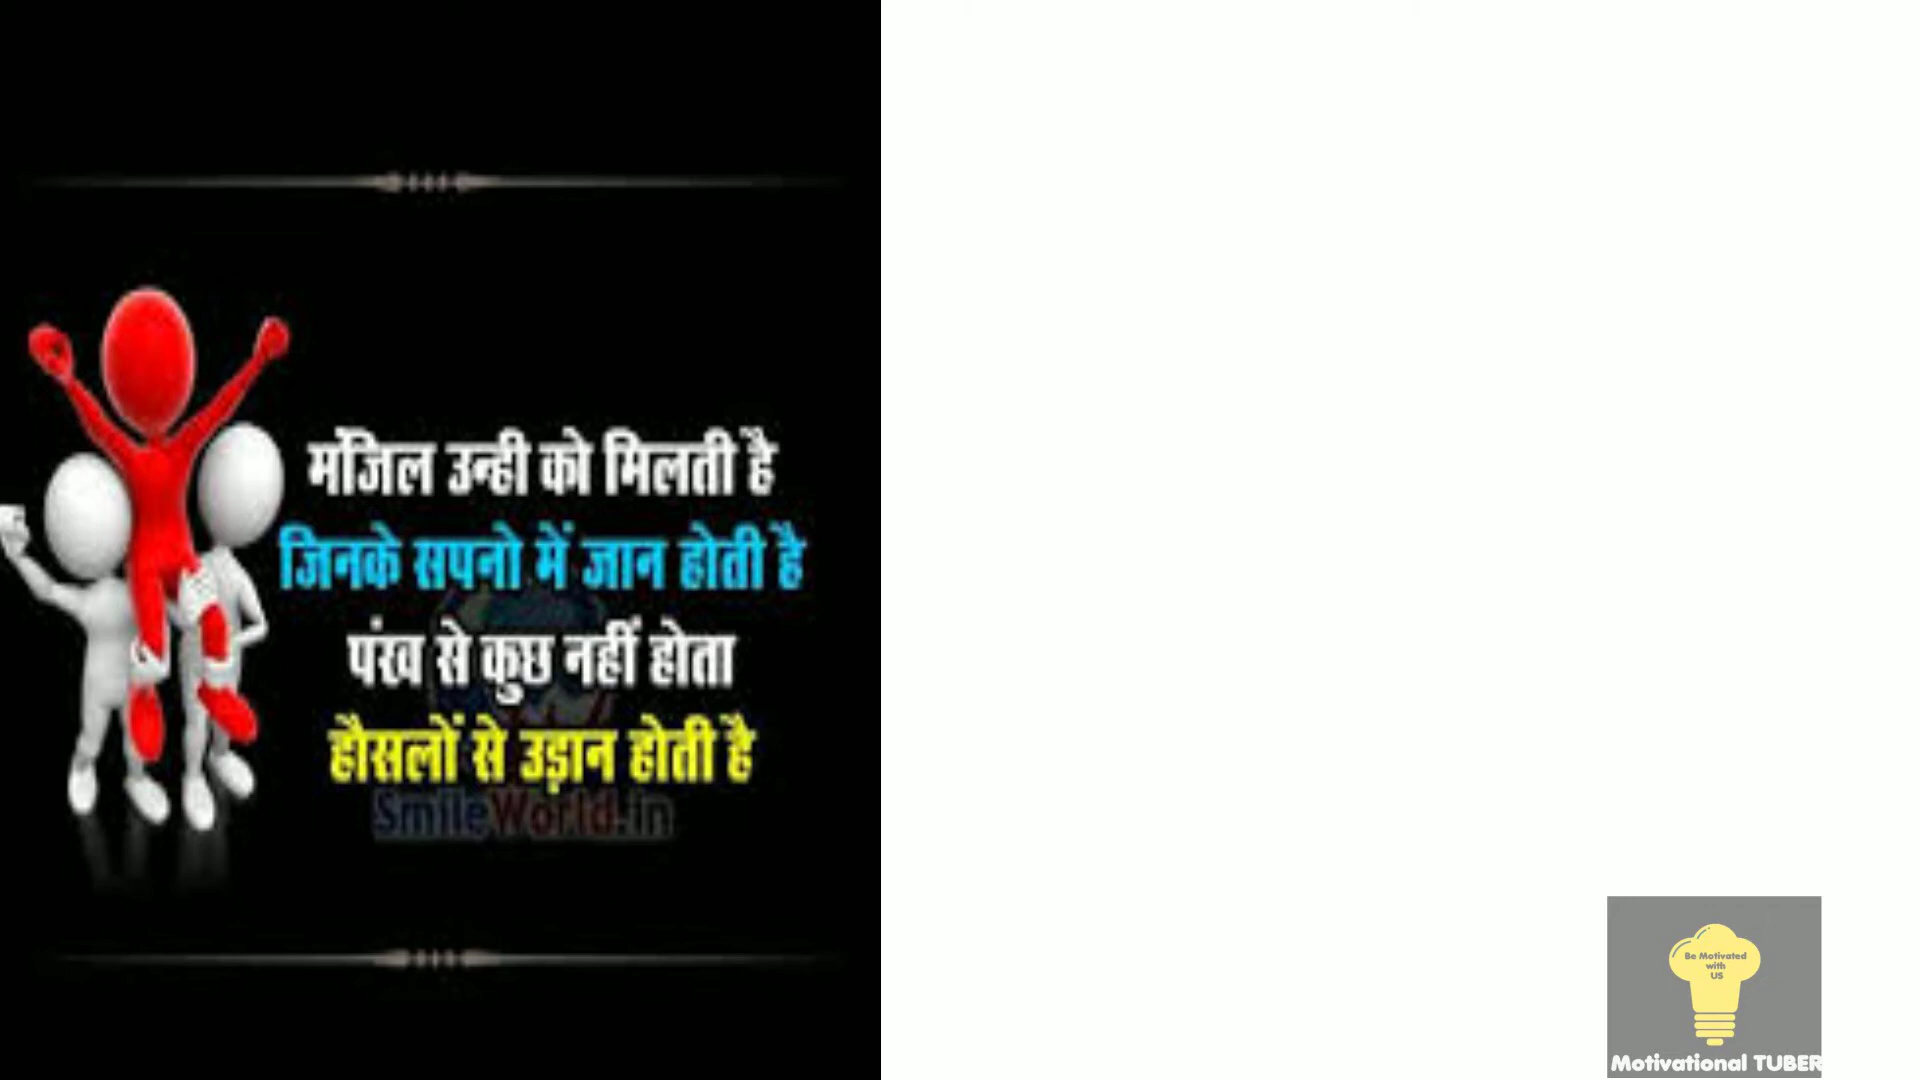 मंजिल उन्ही को मिलती है
जिनके सपनो में जान होती है
पंख से कुछ नहीं होता
हौसलों से उड़ान होती है
SmileWorld.in
Be Motivated
with
US
Motivational TUBER